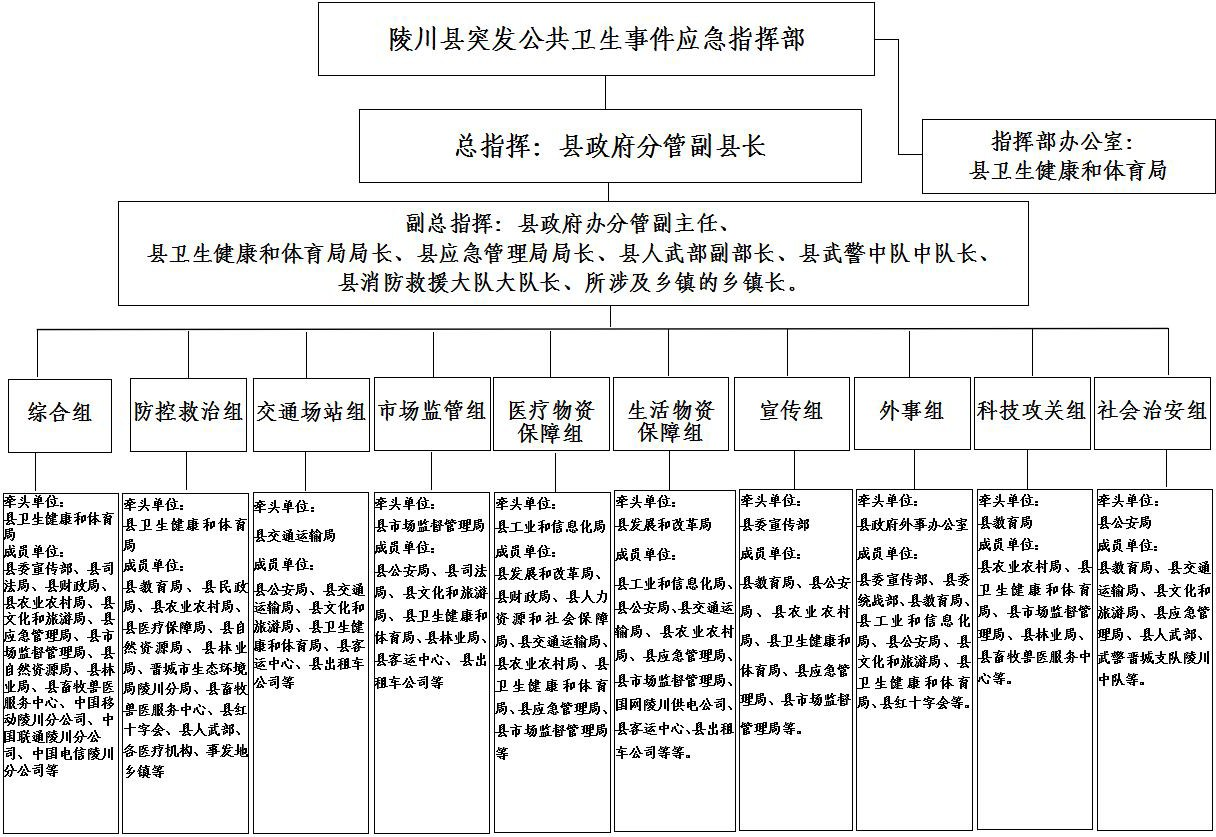 陵川县突发公共卫生事件应急指挥部
总指挥：县政府分管副县长
指挥部办公室：
县卫生健康和体育局
副总指挥：县政府办分管副主任、
县卫生健康和体育局局长、县应急管理局局长、县人武部副部长、县武警中队中队长、
县消防救援大队大队长、所涉及乡镇的乡镇长。
综合组
防控救治组
交通场站组
市场监管组
医疗物资
保障组
生活物资
保障组
宣传组
外事组
科技攻关组
社会治安组
牵头单位：
县卫生健康和体育
局
成员单位：
县委宣传部、县司
法局、县财政局、
县农业农村局、县
文化和旅游局、县
应急管理局、县市
场监督管理局、县
自然资源局、县林
业局、县畜牧兽医
服务中心、中国移
动陵川分公司、中
国联通陵川分公
司、中国电信陵川
分公司等
牵头单位：
县卫生健康和体育
局
成员单位：
县教育局、县民政
局、县农业农村局、
县医疗保障局、县自
然资源局、县林业
局、晋城市生态环境
局陵川分局、县畜牧
兽医服务中心、县红
十字会、县人武部、
各医疗机构、事发地
乡镇等
牵头单位：
县交通运输局
成员单位：
县公安局、县交通
运输局、县文化和
旅游局、县卫生健
康和体育局、县客
运中心、县出租车
公司等
牵头单位：
县市场监督管理局
成员单位：
县公安局、县司法
局、县文化和旅游
局、县卫生健康和
体育局、县林业局、
县客运中心、县出
租车公司等
牵头单位：
县工业和信息化局
成员单位：
县发展和改革局、
县财政局、县人力
资源和社会保障
局、县交通运输局、
县农业农村局、县
卫生健康和体育
局、县应急管理局、
县市场监督管理局
等
牵头单位：
县发展和改革局
成员单位：
县工业和信息化局、
县公安局、县交通运
输局、县农业农村
局、县应急管理局、
县市场监督管理局、
国网陵川供电公司、
县客运中心、县出租
车公司等等。
牵头单位：
县委宣传部
成员单位：
县教育局、县公安
局、县农业农村
局、县卫生健康和
体育局、县应急管
理局、县市场监督
管理局等。
牵头单位：
县政府外事办公室
成员单位：
县委宣传部、县委
统战部、县教育局、
县工业和信息化
局、县公安局、县
文化和旅游局、县
卫生健康和体育
局、县红十字会等。
牵头单位：
县教育局
成员单位：
县农业农村局、县
卫生健康和体育
局、县市场监督管
理局、县林业局、
县畜牧兽医服务中
心等。
牵头单位：
县公安局
成员单位：
县教育局、县交通
运输局、县文化和
旅游局、县应急管
理局、县人武部、
武警晋城支队陵川
中队等。